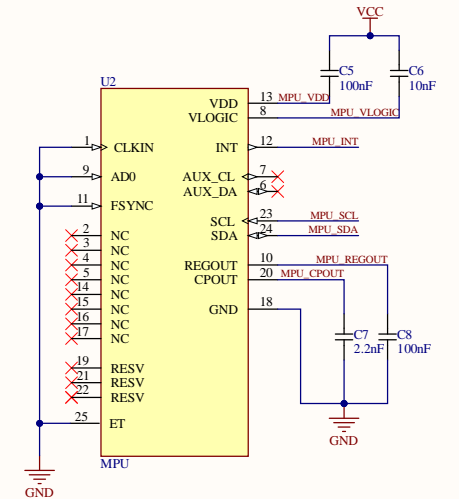 VCC
C5
100nF
C6
10nF
U2
VDD 13 MPU_VDD
VLOGIC 8 MPU_VLOGIC
1 CLKIN
INT 12 MPU_INT
9 AD0
AUX_CL 7
AUX_DA 6
11 FSYNC
SCL 23 MPU_SCL
SDA 24 MPU_SDA
2 NC
3 NC
4 NC
5 NC
14 NC
15 NC
16 NC
17 NC
REGOUT 10 MPU_REGOUT
CPOUT 20 MPU_CPOUT
GND 18
C7
2.2nF
C8
100nF
19 RESV
21 RESV
22 RESV
25 ET
GND
MPU
GND